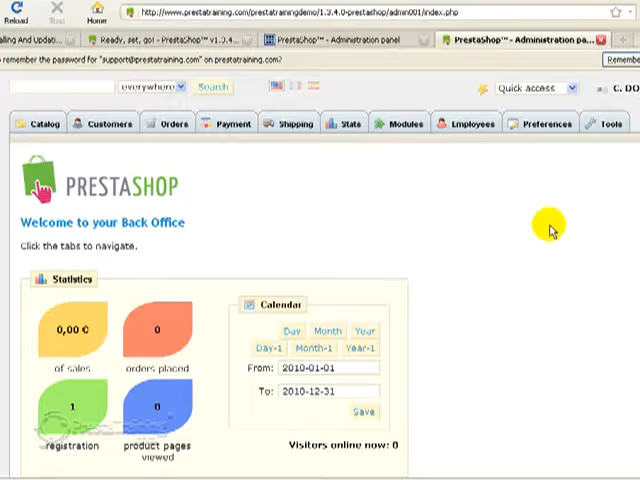 Reload Stop Home http://www.prestatraining.com/prestatrainingdemo/1.3.4.0-prestashop/admin001/index.php
alling And Updati... Ready, set, go! - PrestaShop™ v1.3.4... PrestaShop™ - Administration panel PrestaShop™ - Administration pa...
remember the password for "support@prestatraining.com" on prestatraining.com? Remembe
everywhere Search Quick access C. DO
Catalog Customers Orders Payment Shipping Stats Modules Employees Preferences Tools
PRESTASHOP
Welcome to your Back Office
Click the tabs to navigate.
Statistics
Calendar
0,00 € 0
Day Month Year
Day-1 Month-1 Year-1
of sales orders placed
From: 2010-01-01
To: 2010-12-31
1 0
Save
registration product pages viewed
Visitors online now: 0